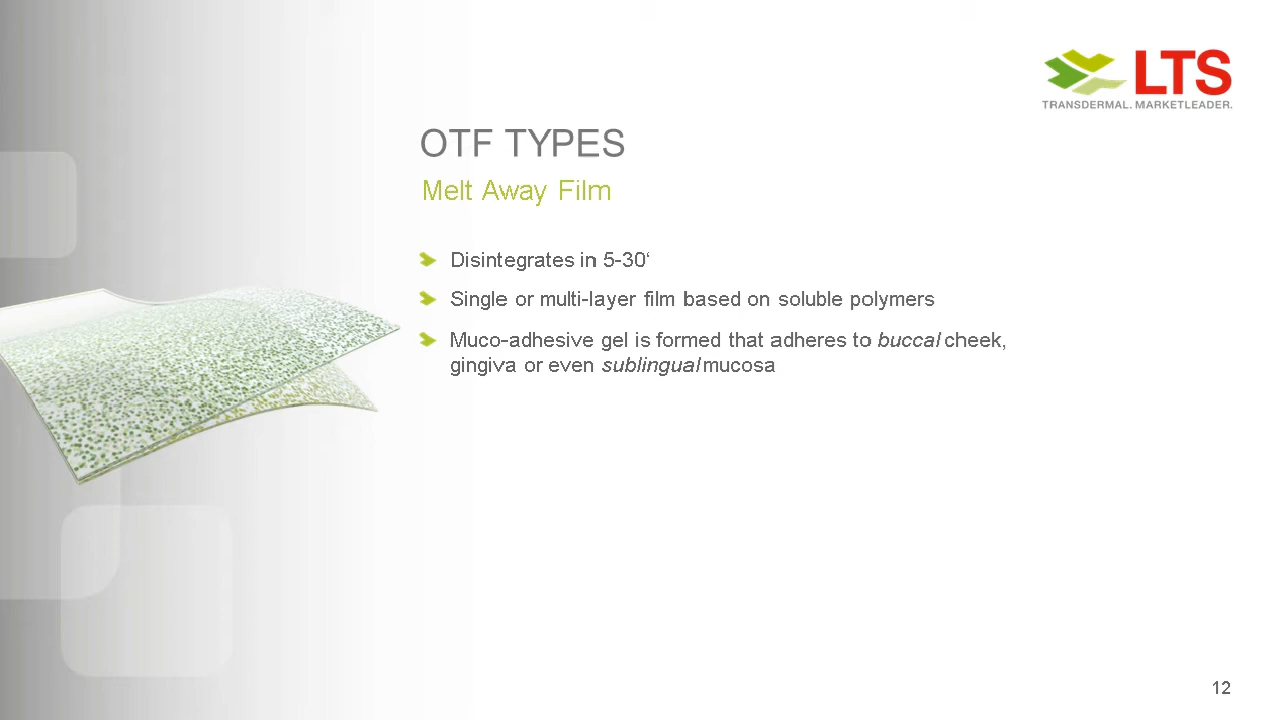 LTS
TRANSDERMAL. MARKETLEADER.
OTF TYPES
Melt Away Film
Disintegrates in 5-30‘
Single or multi-layer film based on soluble polymers
Muco-adhesive gel is formed that adheres to buccal cheek,
gingiva or even sublingual mucosa
12